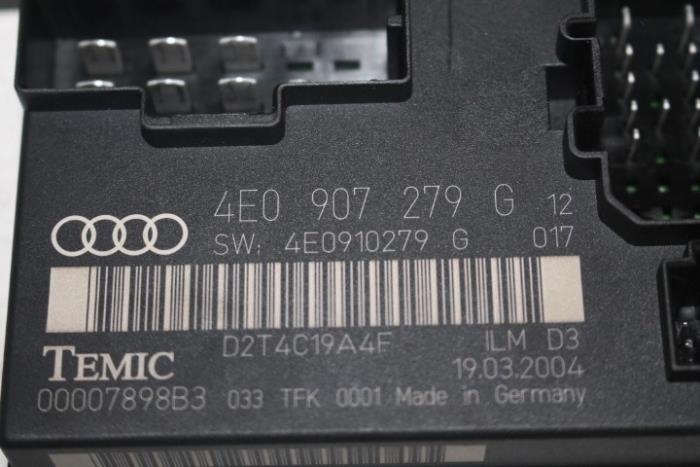 4E0 907 279 G 12
SW: 4E0910279 G 017
D2T4C19A4F ILM D3
TEMIC 19.03.2004
00007898B3 033 TFK 0001 Made in Germany